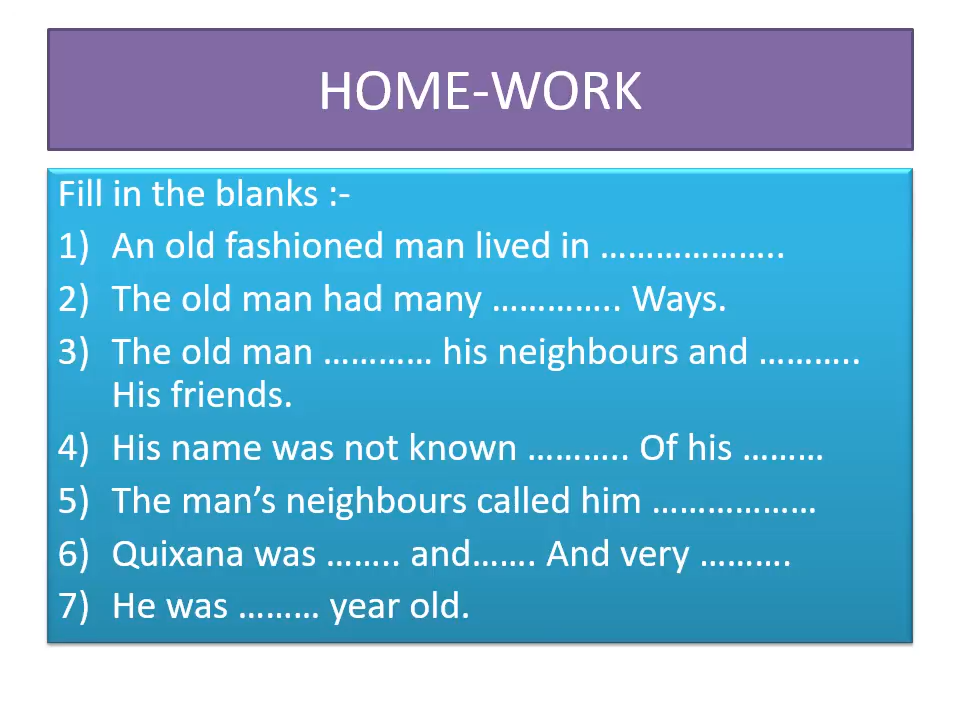 HOME-WORK
Fill in the blanks :-
1) An old fashioned man lived in ………………..
2) The old man had many ………….. Ways.
3) The old man ………… his neighbours and ………..
His friends.
4) His name was not known ……….. Of his ………
5) The man’s neighbours called him ………………
6) Quixana was …….. and……. And very ……….
7) He was ……… year old.